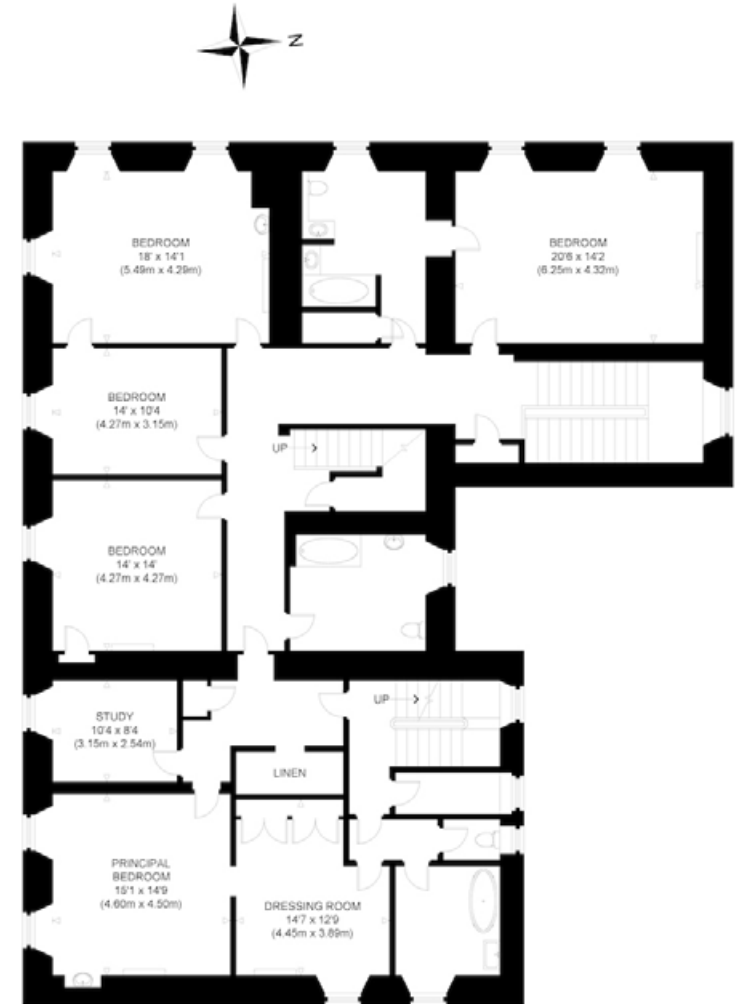 N
BEDROOM
18' x 14'1
(5.49m x 4.29m)
BEDROOM
20'6 x 14'2
(6.25m x 4.32m)
BEDROOM
14' x 10'4
(4.27m x 3.15m)
UP
BEDROOM
14' x 14'
(4.27m x 4.27m)
STUDY
10'4 x 8'4
(3.15m x 2.54m)
UP
LINEN
PRINCIPAL
BEDROOM
15'1 x 14'9
(4.60m x 4.50m)
DRESSING ROOM
14'7 x 12'9
(4.45m x 3.89m)